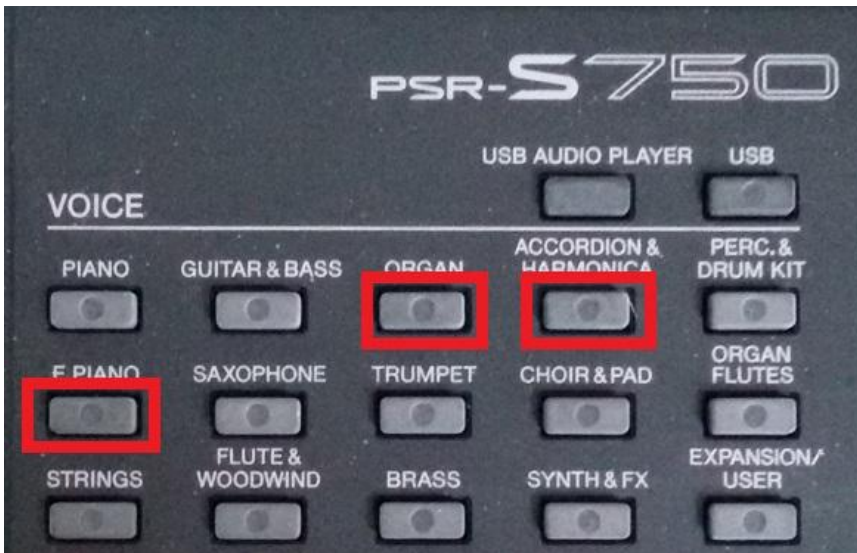 PSR-S750
USB AUDIO PLAYER USB
VOICE
PIANO
GUITAR & BASS
ORGAN
ACCORDION &
HARMONICA
PERC. &
DRUM KIT
E.PIANO
SAXOPHONE
TRUMPET
CHOIR & PAD
ORGAN
FLUTES
STRINGS
FLUTE &
WOODWIND
BRASS
SYNTH & FX
EXPANSION/
USER